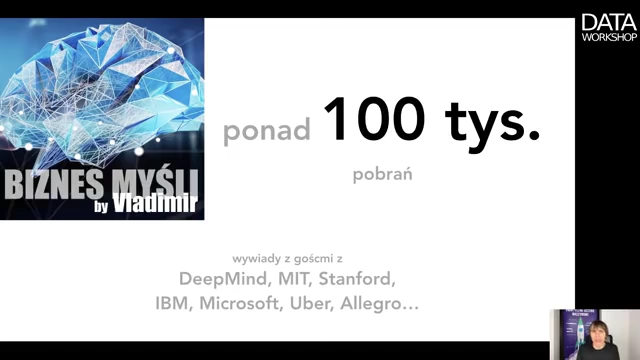 DATA
WORKSHOP
BIZNES MYŚLI
by Vladimir
ponad 100 tys.
pobrań
wywiady z gośćmi z
DeepMind, MIT, Stanford,
IBM, Microsoft, Uber, Allegro...